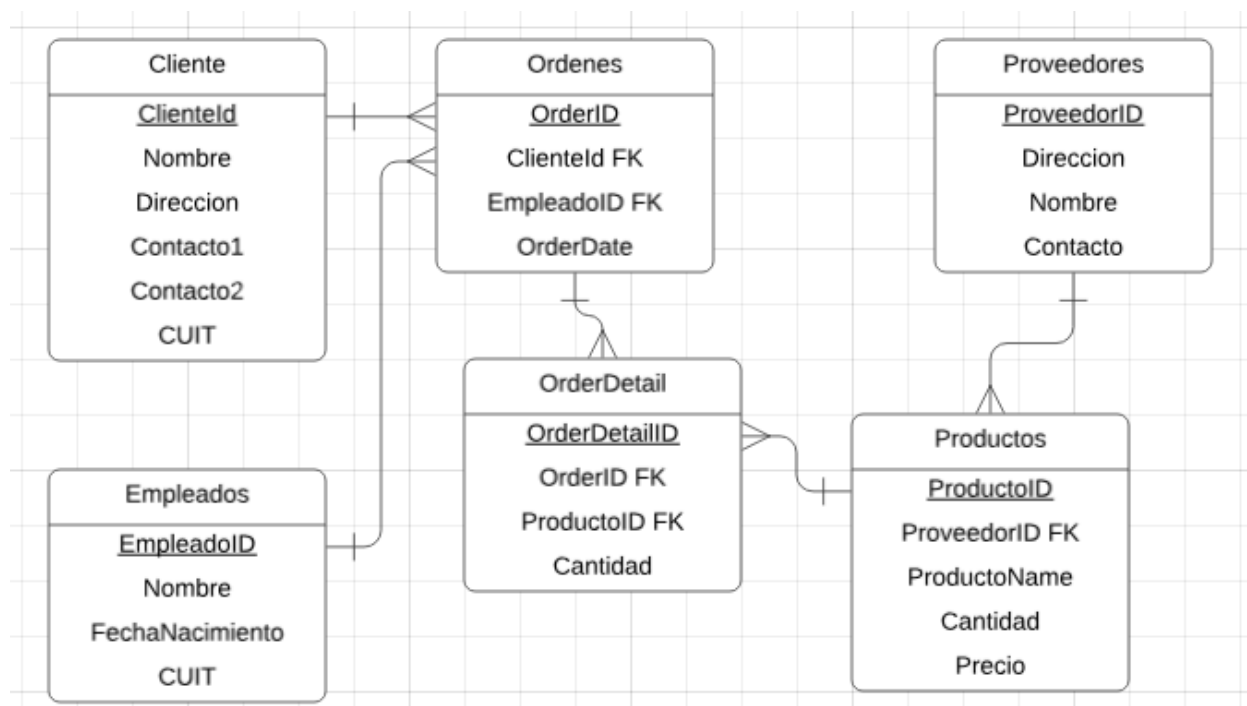 Cliente
ClienteId
Nombre
Direccion
Contacto1
Contacto2
CUIT
Ordenes
OrderID
ClienteId FK
EmpleadoID FK
OrderDate
Proveedores
ProveedorID
Direccion
Nombre
Contacto
Empleados
EmpleadoID
Nombre
FechaNacimiento
CUIT
OrderDetail
OrderDetailID
OrderID FK
ProductoID FK
Cantidad
Productos
ProductoID
ProveedorID FK
ProductoName
Cantidad
Precio